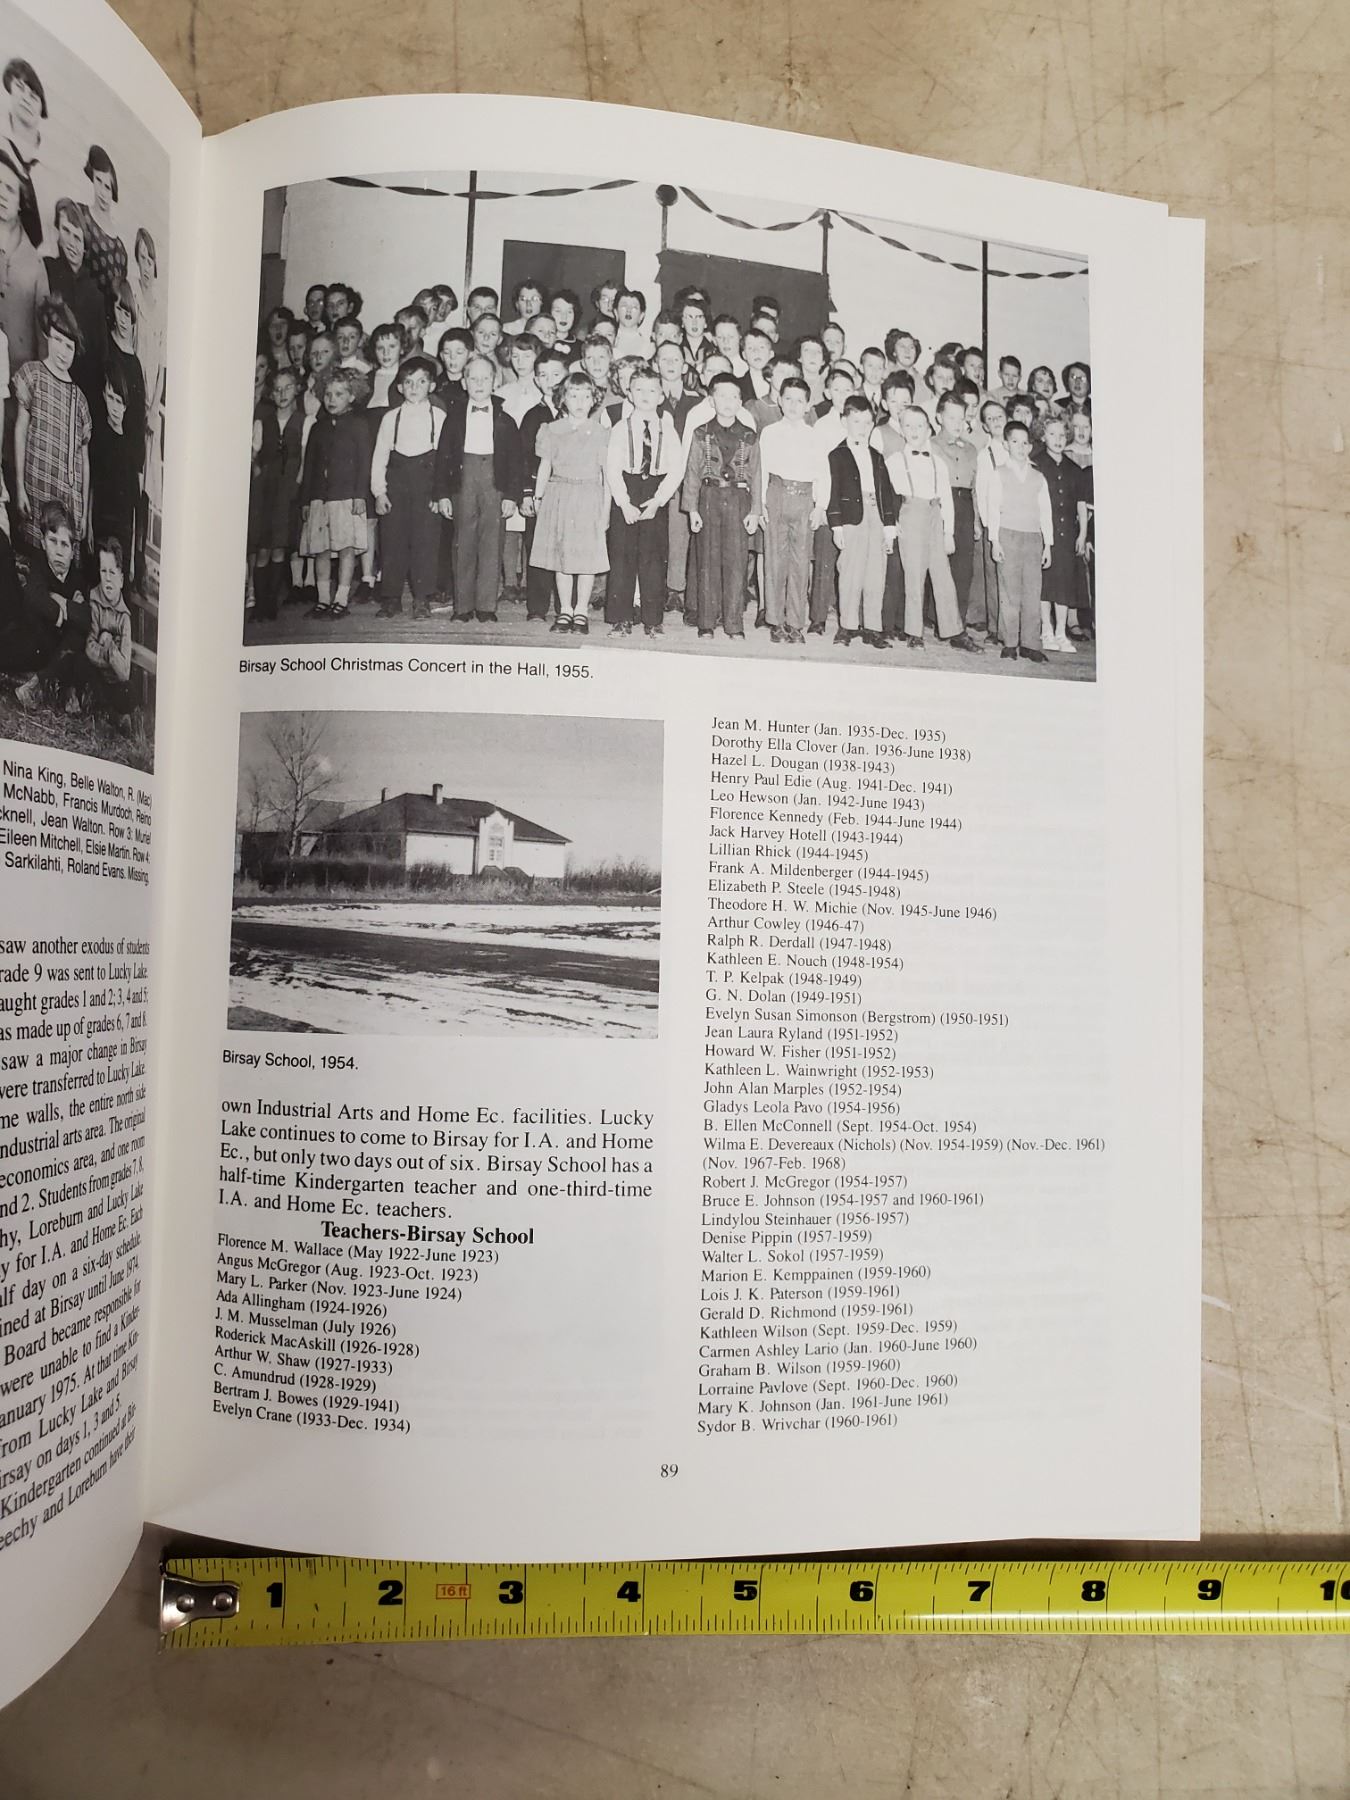 Nina King, Belle Walton, R. (Mac)
McNabb, Francis Murdoch, Reino
cknell, Jean Walton. Row 3: Muriel
Eileen Mitchell, Elsie Martin. Row 4:
Sarkilahti, Roland Evans. Missing,
saw another exodus of students
rade 9 was sent to Lucky Lake.
aught grades 1 and 2; 3, 4 and 5;
as made up of grades 6, 7 and 8.
saw a major change in Birsay
were transferred to Lucky Lake.
me walls, the entire north side
ndustrial arts area. The original
economics area, and one room
nd 2. Students from grades 7, 8,
hy, Loreburn and Lucky Lake
y for I.A. and Home Ec. Each
alf day on a six-day schedule.
ined at Birsay until June 1974.
Board became responsible for
were unable to find a Kinder-
anuary 1975. At that time Kin-
from Lucky Lake and Birsay
irsay on days 1, 3 and 5.
Kindergarten continued at Bir-
eechy and Loreburn have their
Birsay School Christmas Concert in the Hall, 1955.
Birsay School, 1954.
own Industrial Arts and Home Ec. facilities. Lucky
Lake continues to come to Birsay for I.A. and Home
Ec., but only two days out of six. Birsay School has a
half-time Kindergarten teacher and one-third-time
I.A. and Home Ec. teachers.
Teachers-Birsay School
Florence M. Wallace (May 1922-June 1923)
Angus McGregor (Aug. 1923-Oct. 1923)
Mary L. Parker (Nov. 1923-June 1924)
Ada Allingham (1924-1926)
J. M. Musselman (July 1926)
Roderick MacAskill (1926-1928)
Arthur W. Shaw (1927-1933)
C. Amundrud (1928-1929)
Bertram J. Bowes (1929-1941)
Evelyn Crane (1933-Dec. 1934)
Jean M. Hunter (Jan. 1935-Dec. 1935)
Dorothy Ella Clover (Jan. 1936-June 1938)
Hazel L. Dougan (1938-1943)
Henry Paul Edie (Aug. 1941-Dec. 1941)
Leo Hewson (Jan. 1942-June 1943)
Florence Kennedy (Feb. 1944-June 1944)
Jack Harvey Hotell (1943-1944)
Lillian Rhick (1944-1945)
Frank A. Mildenberger (1944-1945)
Elizabeth P. Steele (1945-1948)
Theodore H. W. Michie (Nov. 1945-June 1946)
Arthur Cowley (1946-47)
Ralph R. Derdall (1947-1948)
Kathleen E. Nouch (1948-1954)
T. P. Kelpak (1948-1949)
G. N. Dolan (1949-1951)
Evelyn Susan Simonson (Bergstrom) (1950-1951)
Jean Laura Ryland (1951-1952)
Howard W. Fisher (1951-1952)
Kathleen L. Wainwright (1952-1953)
John Alan Marples (1952-1954)
Gladys Leola Pavo (1954-1956)
B. Ellen McConnell (Sept. 1954-Oct. 1954)
Wilma E. Devereaux (Nichols) (Nov. 1954-1959) (Nov.-Dec. 1961)
(Nov. 1967-Feb. 1968)
Robert J. McGregor (1954-1957)
Bruce E. Johnson (1954-1957 and 1960-1961)
Lindylou Steinhauer (1956-1957)
Denise Pippin (1957-1959)
Walter L. Sokol (1957-1959)
Marion E. Kemppainen (1959-1960)
Lois J. K. Paterson (1959-1961)
Gerald D. Richmond (1959-1961)
Kathleen Wilson (Sept. 1959-Dec. 1959)
Carmen Ashley Lario (Jan. 1960-June 1960)
Graham B. Wilson (1959-1960)
Lorraine Pavlove (Sept. 1960-Dec. 1960)
Mary K. Johnson (Jan. 1961-June 1961)
Sydor B. Wrivchar (1960-1961)
89
1 2 16 ft 3 4 5 6 7 8 9 10